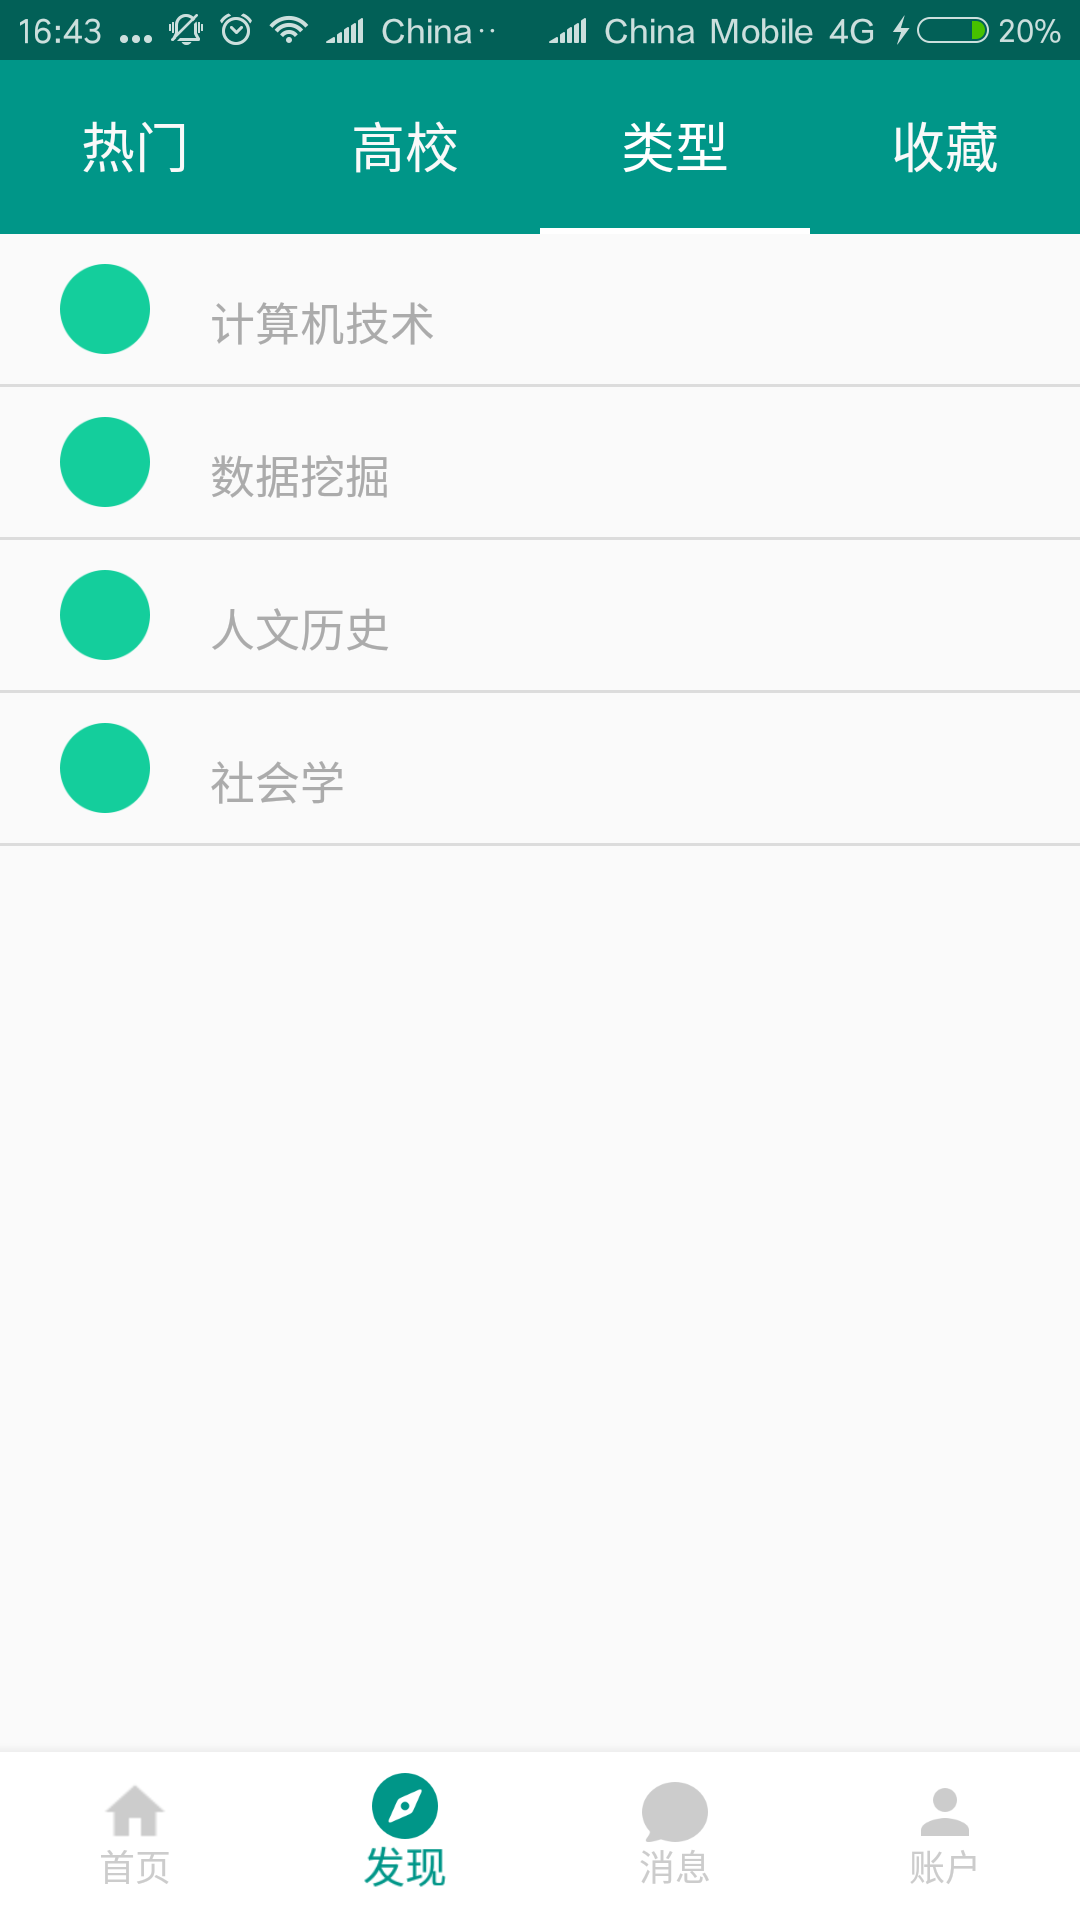 16:43 ... China·· China Mobile 4G 20%
热门 高校 类型 收藏
计算机技术
数据挖掘
人文历史
社会学
首页 发现 消息 账户